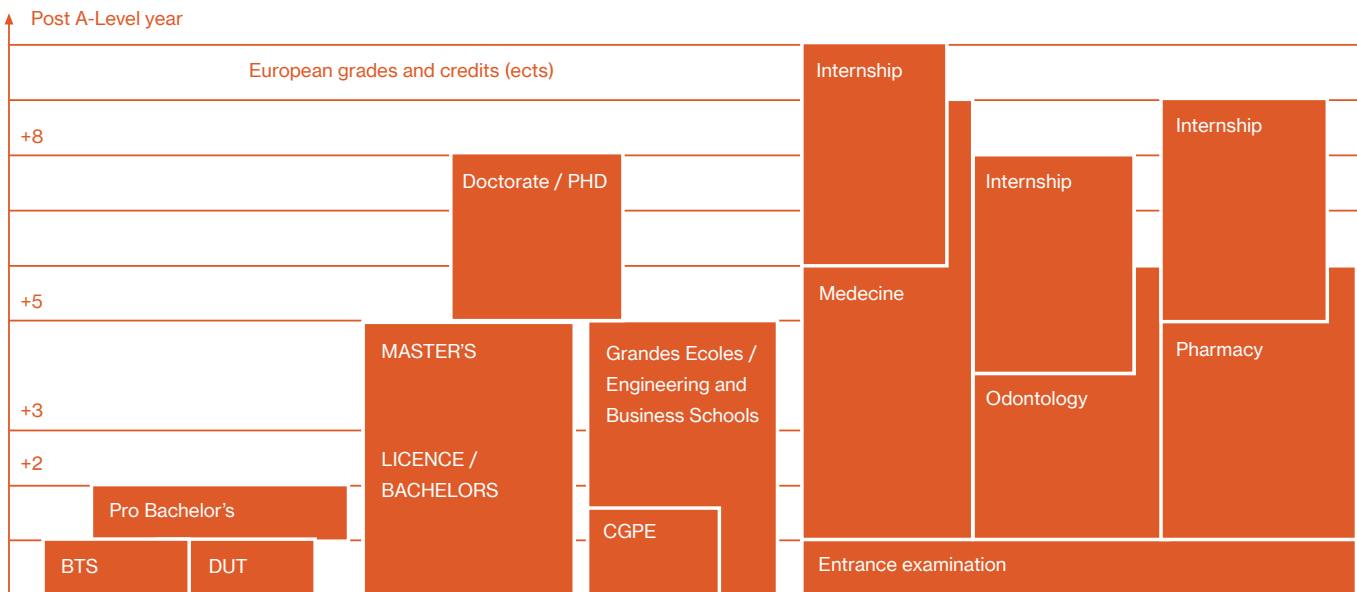 Post A-Level year
European grades and credits (ects)
Internship
+8
Internship
Doctorate / PHD
Internship
+5
Medecine
MASTER'S
Grandes Ecoles /
Engineering and
Business Schools
Pharmacy
Odontology
+3
+2
LICENCE /
BACHELORS
Pro Bachelor's
CGPE
BTS
DUT
Entrance examination